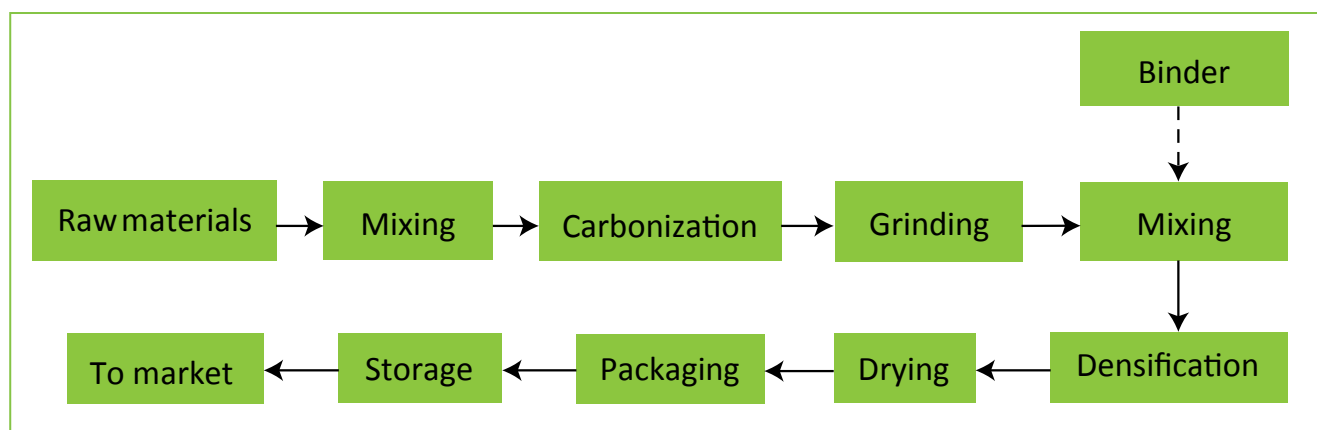 Binder
Raw materials
Mixing
Carbonization
Grinding
Mixing
Densification
Drying
Packaging
Storage
To market